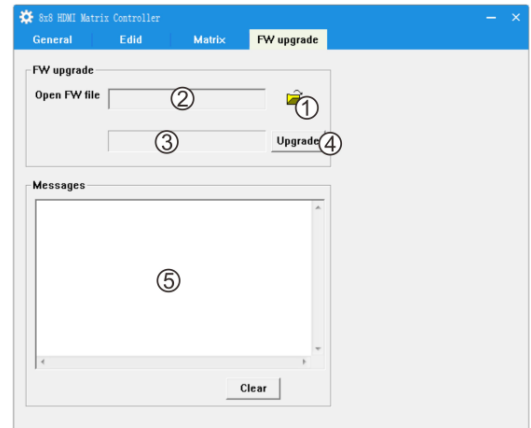 8x8 HDMI Matrix Controller
General Edid Matrix FW upgrade
FW upgrade
Open FW file ② ①
③ Upgrade ④
Messages
⑤
Clear